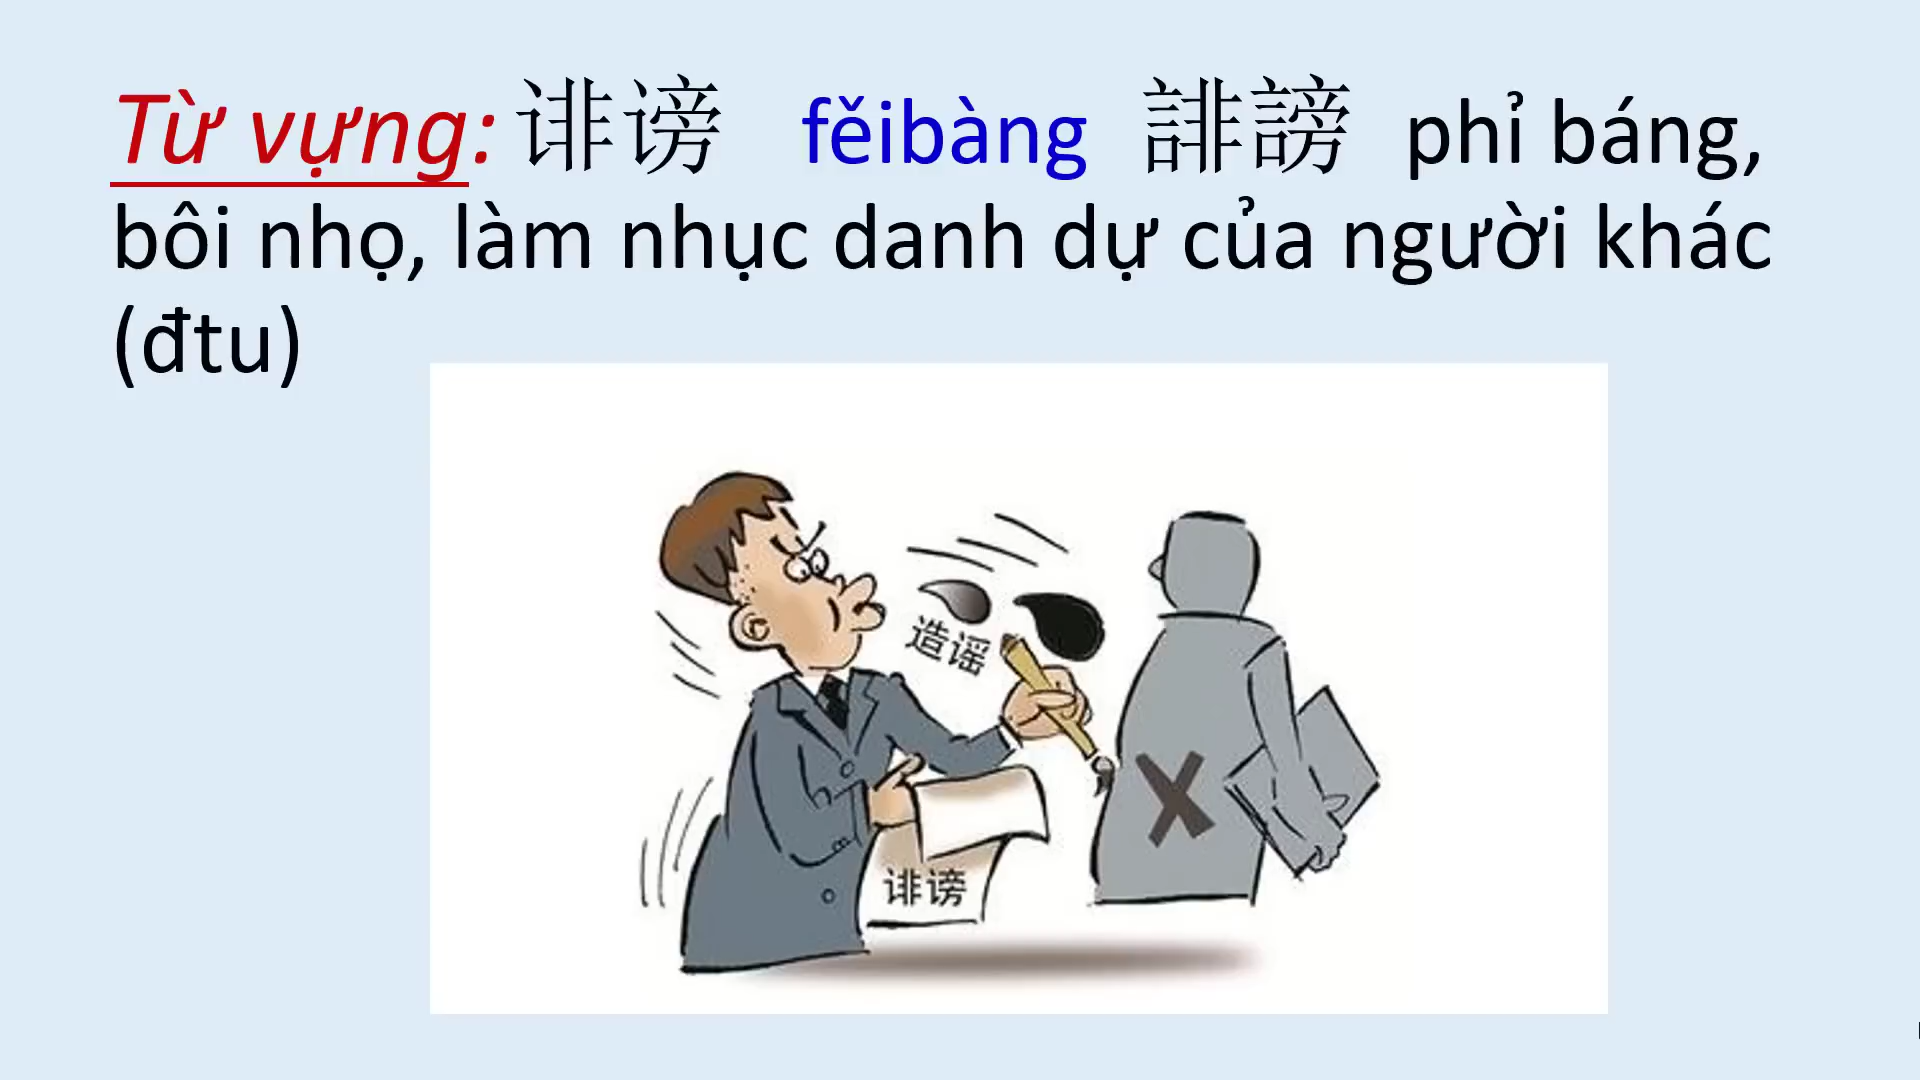 Từ vựng: 诽谤 fěibàng 誹謗 phỉ báng,
bôi nhọ, làm nhục danh dự của người khác
(đtu)
造谣
诽谤